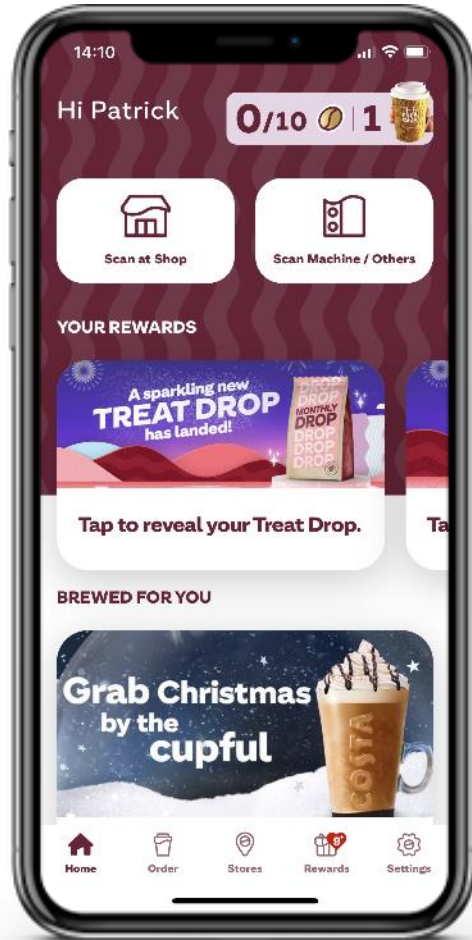 14:10
Hi Patrick
0/10 1
Scan at Shop
Scan Machine / Others
YOUR REWARDS
A sparkling new
TREAT DROP
has landed!
DROP
DROP
MONTHLY
DROP
DROP
DROP
DROP
Tap to reveal your Treat Drop.
Ta
BREWED FOR YOU
Grab Christmas
by the
cupful
COSTA
9+
Home
Order
Stores
Rewards
Settings